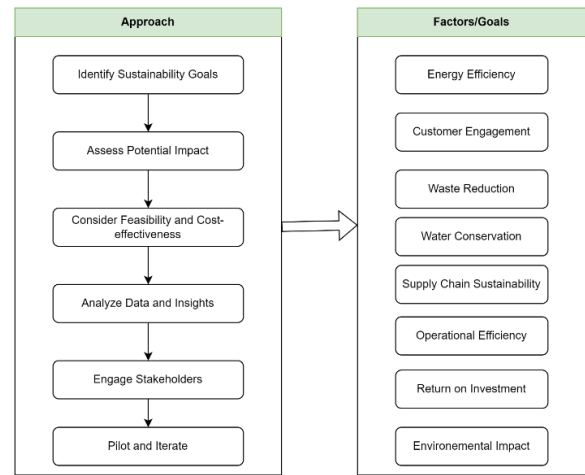 Approach
Identify Sustainability Goals
Assess Potential Impact
Consider Feasibility and Cost-
effectiveness
Analyze Data and Insights
Engage Stakeholders
Pilot and Iterate
Factors/Goals
Energy Efficiency
Customer Engagement
Waste Reduction
Water Conservation
Supply Chain Sustainability
Operational Efficiency
Return on Investment
Environemental Impact